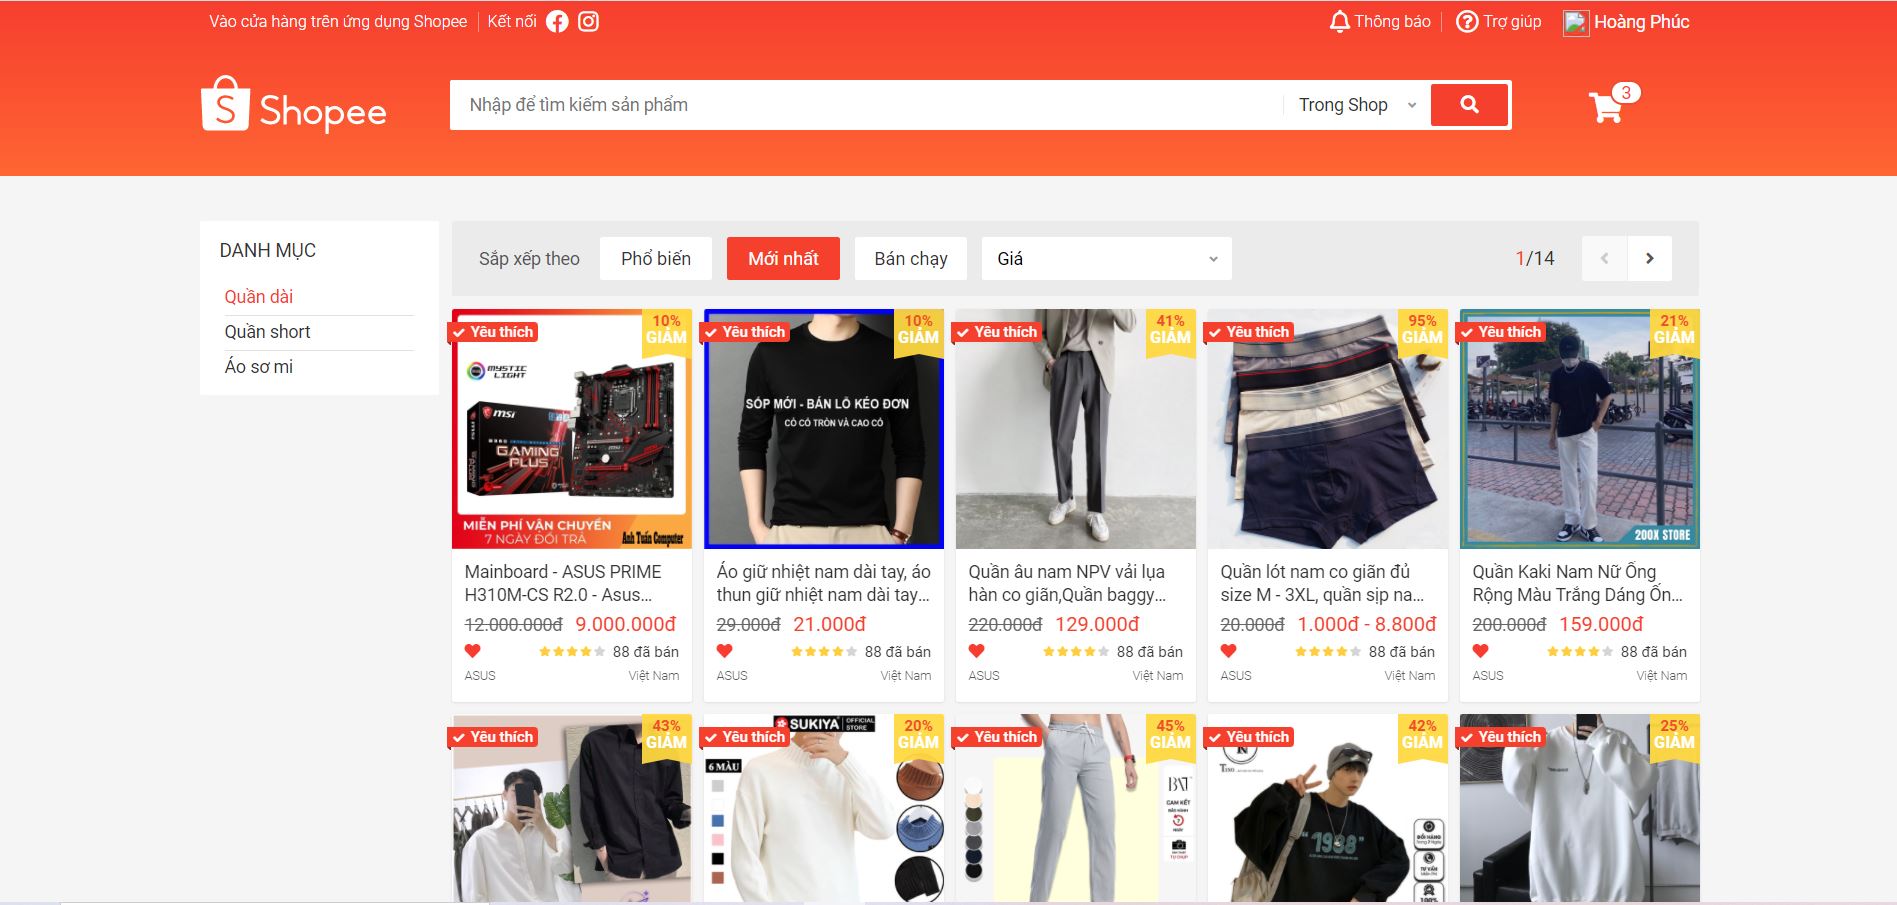 Vào cửa hàng trên ứng dụng Shopee
Kết nối
Thông báo
Trợ giúp
Hoàng Phúc
Shopee
Nhập để tìm kiếm sản phẩm
Trong Shop
3
DANH MỤC
Quần dài
Quần short
Áo sơ mi
Sắp xếp theo
Phổ biến
Mới nhất
Bán chạy
Giá
1/14
Yêu thích
10%
GIẢM
MYSTIC
LIGHT
msi
GAMING
PLUS
MIỄN PHÍ VẬN CHUYỂN
7 NGÀY ĐỔI TRẢ
Anh Tuấn Computer
Mainboard - ASUS PRIME
H310M-CS R2.0 - Asus...
12.000.000đ 9.000.000đ
88 đã bán
ASUS
Việt Nam
Yêu thích
10%
GIẢM
SỐP MỚI - BÁN LÕ KÉO ĐƠN
CÓ CỔ TRÒN VÀ CAO CỔ
Áo giữ nhiệt nam dài tay, áo
thun giữ nhiệt nam dài tay...
29.000đ 21.000đ
88 đã bán
ASUS
Việt Nam
Yêu thích
41%
GIẢM
Quần âu nam NPV vải lụa
hàn co giãn,Quần baggy...
220.000đ 129.000đ
88 đã bán
ASUS
Việt Nam
Yêu thích
95%
GIẢM
Quần lót nam co giãn đủ
size M - 3XL, quần sịp na...
20.000đ 1.000đ - 8.800đ
88 đã bán
ASUS
Việt Nam
Yêu thích
21%
GIẢM
200X STORE
Quần Kaki Nam Nữ Ống
Rộng Màu Trắng Dáng Ốn...
200.000đ 159.000đ
88 đã bán
ASUS
Việt Nam
Yêu thích
43%
GIẢM
Yêu thích
20%
GIẢM
SUKIYA
OFFICIAL
STORE
6 MÀU
Yêu thích
45%
GIẢM
CAM KẾT
7
NGÀY
Yêu thích
42%
GIẢM
"1988"
ĐỔI HÀNG
TƯ VẤN
100%
Yêu thích
25%
GIẢM